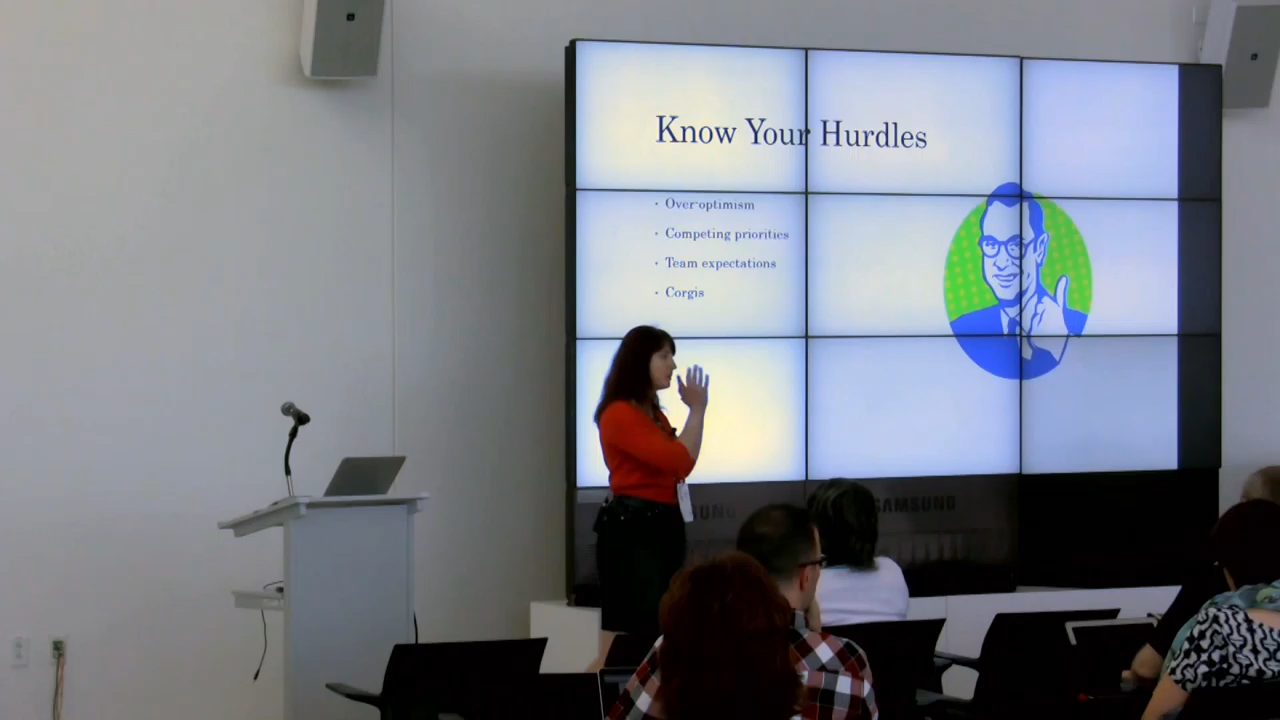 Know Your Hurdles
· Over-optimism
· Competing priorities
· Team expectations
· Corgis
SAMSUNG